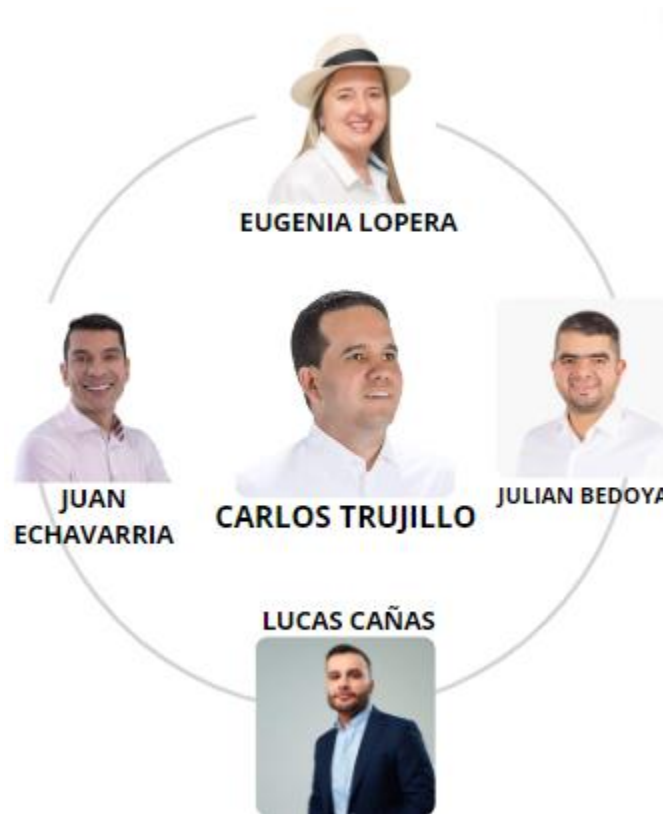 EUGENIA LOPERA
JUAN
ECHAVARRIA
CARLOS TRUJILLO
JULIAN BEDOYA
LUCAS CAÑAS